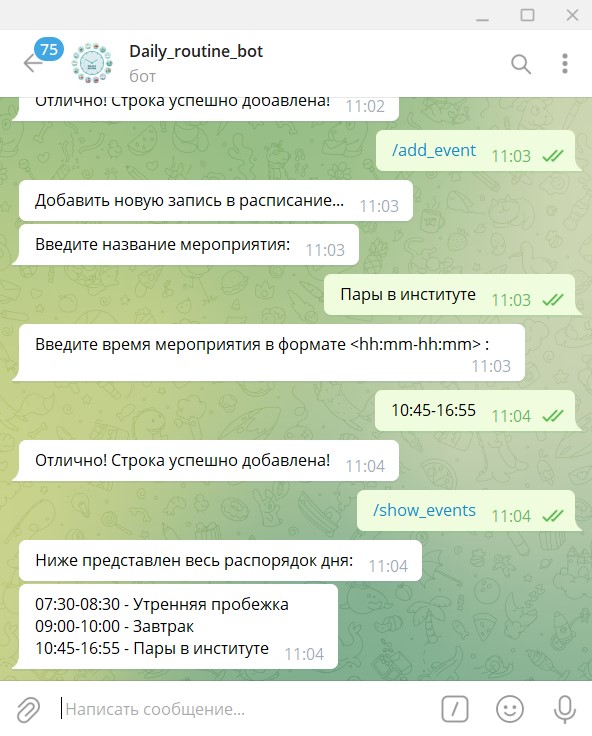 75
Daily_routine_bot
бот
Отлично! Строка успешно добавлена! 11:02
/add_event 11:03
Добавить новую запись в расписание... 11:03
Введите название мероприятия: 11:03
Пары в институте 11:03
Введите время мероприятия в формате <hh:mm-hh:mm> :
11:03
10:45-16:55 11:04
Отлично! Строка успешно добавлена! 11:04
/show_events 11:04
Ниже представлен весь распорядок дня: 11:04
07:30-08:30 - Утренняя пробежка
09:00-10:00 - Завтрак
10:45-16:55 - Пары в институте 11:04
Написать сообщение...